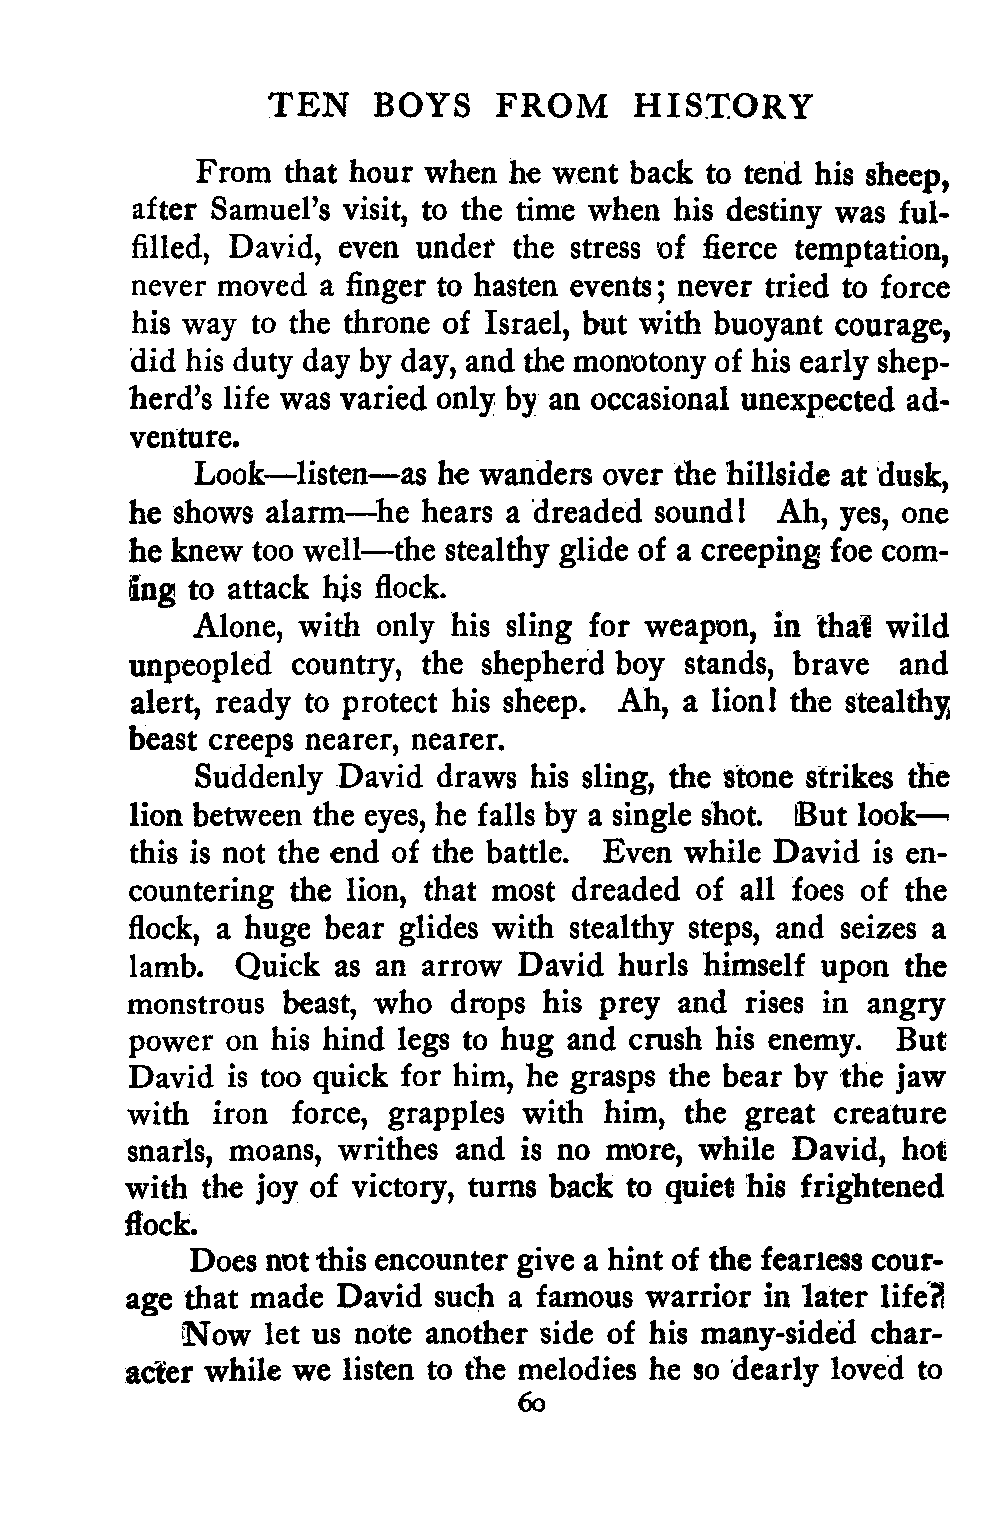 TEN BOYS FROM HISTORY
From that hour when he went back to tend his sheep,
after Samuel's visit, to the time when his destiny was ful-
filled, David, even under the stress of fierce temptation,
never moved a finger to hasten events; never tried to force
his way to the throne of Israel, but with buoyant courage,
did his duty day by day, and the monotony of his early shep-
herd's life was varied only by an occasional unexpected ad-
venture.
Look—listen—as he wanders over the hillside at dusk,
he shows alarm—he hears a dreaded sound! Ah, yes, one
he knew too well—the stealthy glide of a creeping foe com-
ing to attack his flock.
Alone, with only his sling for weapon, in that wild
unpeopled country, the shepherd boy stands, brave and
alert, ready to protect his sheep. Ah, a lion! the stealthy
beast creeps nearer, nearer.
Suddenly David draws his sling, the stone strikes the
lion between the eyes, he falls by a single shot. But look—
this is not the end of the battle. Even while David is en-
countering the lion, that most dreaded of all foes of the
flock, a huge bear glides with stealthy steps, and seizes a
lamb. Quick as an arrow David hurls himself upon the
monstrous beast, who drops his prey and rises in angry
power on his hind legs to hug and crush his enemy. But
David is too quick for him, he grasps the bear by the jaw
with iron force, grapples with him, the great creature
snarls, moans, writhes and is no more, while David, hot
with the joy of victory, turns back to quiet his frightened
flock.
Does not this encounter give a hint of the fearless cour-
age that made David such a famous warrior in later life?
Now let us note another side of his many-sided char-
acter while we listen to the melodies he so dearly loved to
60